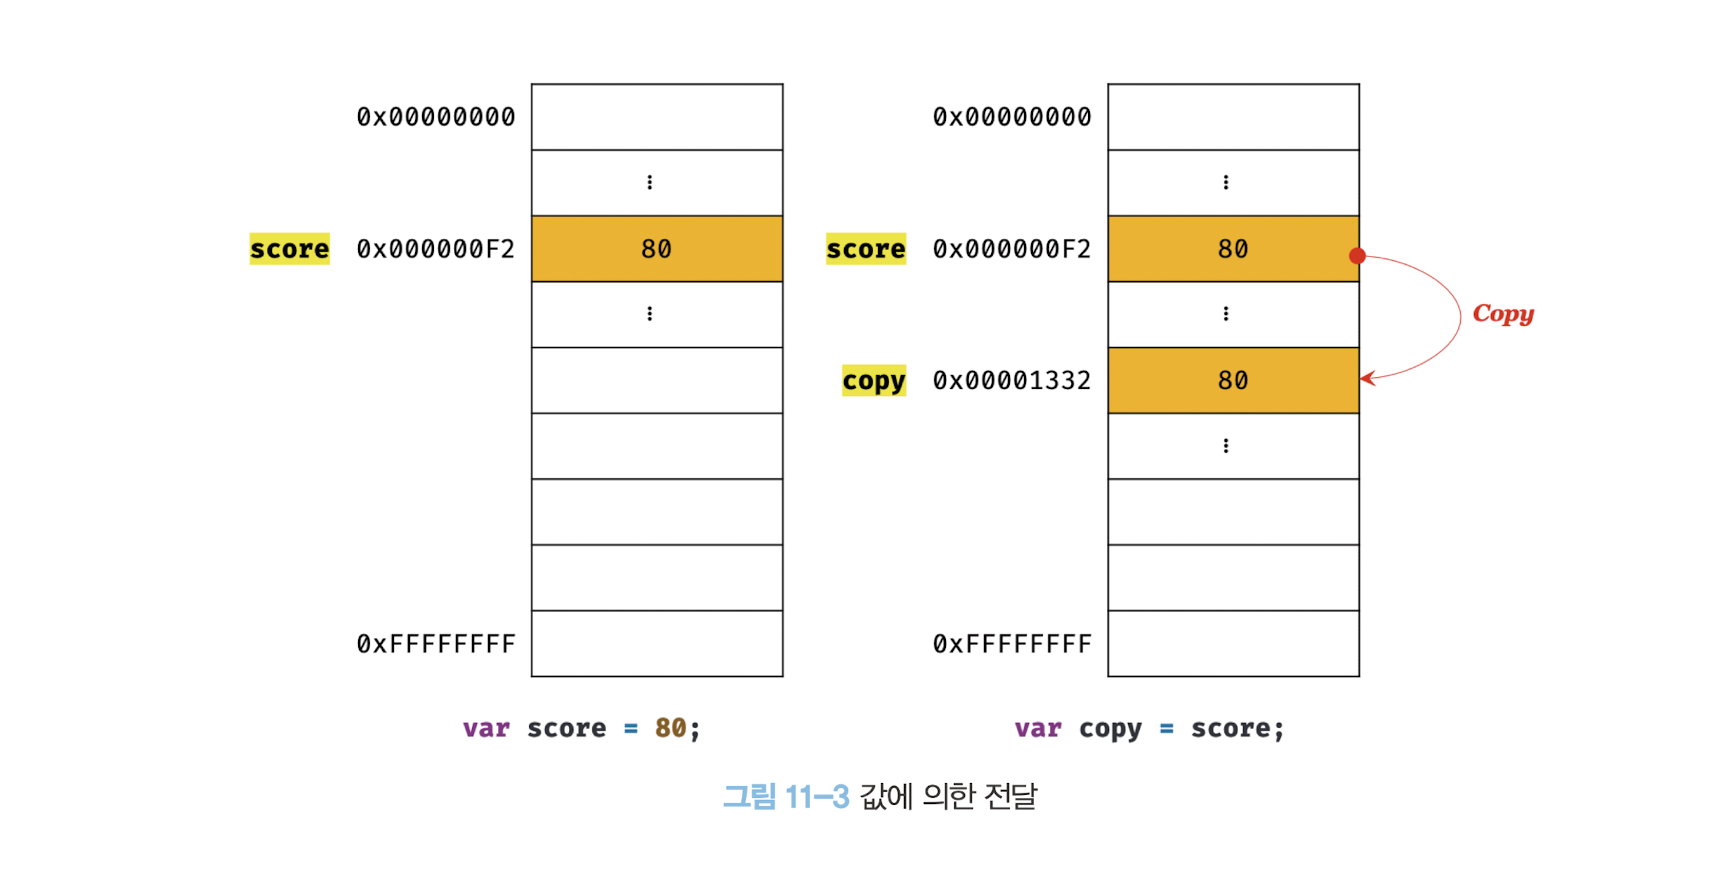 0x00000000
⋮
score 0x000000F2 80
⋮
0xFFFFFFFF
var score = 80;
0x00000000
⋮
score 0x000000F2 80
⋮
Copy
copy 0x00001332 80
⋮
0xFFFFFFFF
var copy = score;
그림 11-3 값에 의한 전달